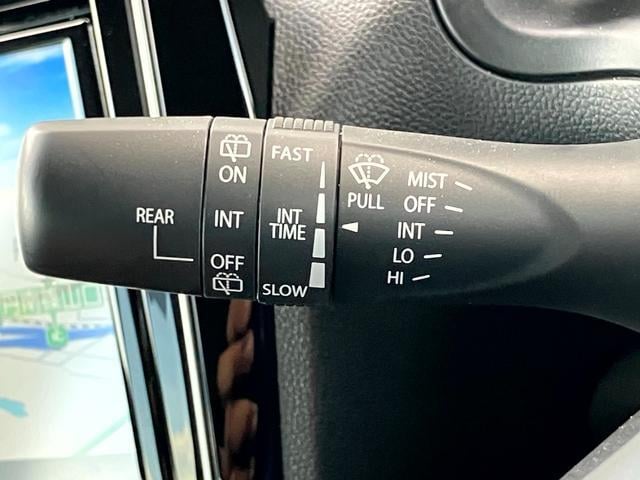 REAR
ON
INT
OFF
FAST
INT
TIME
SLOW
PULL
MIST
OFF
INT
LO
HI